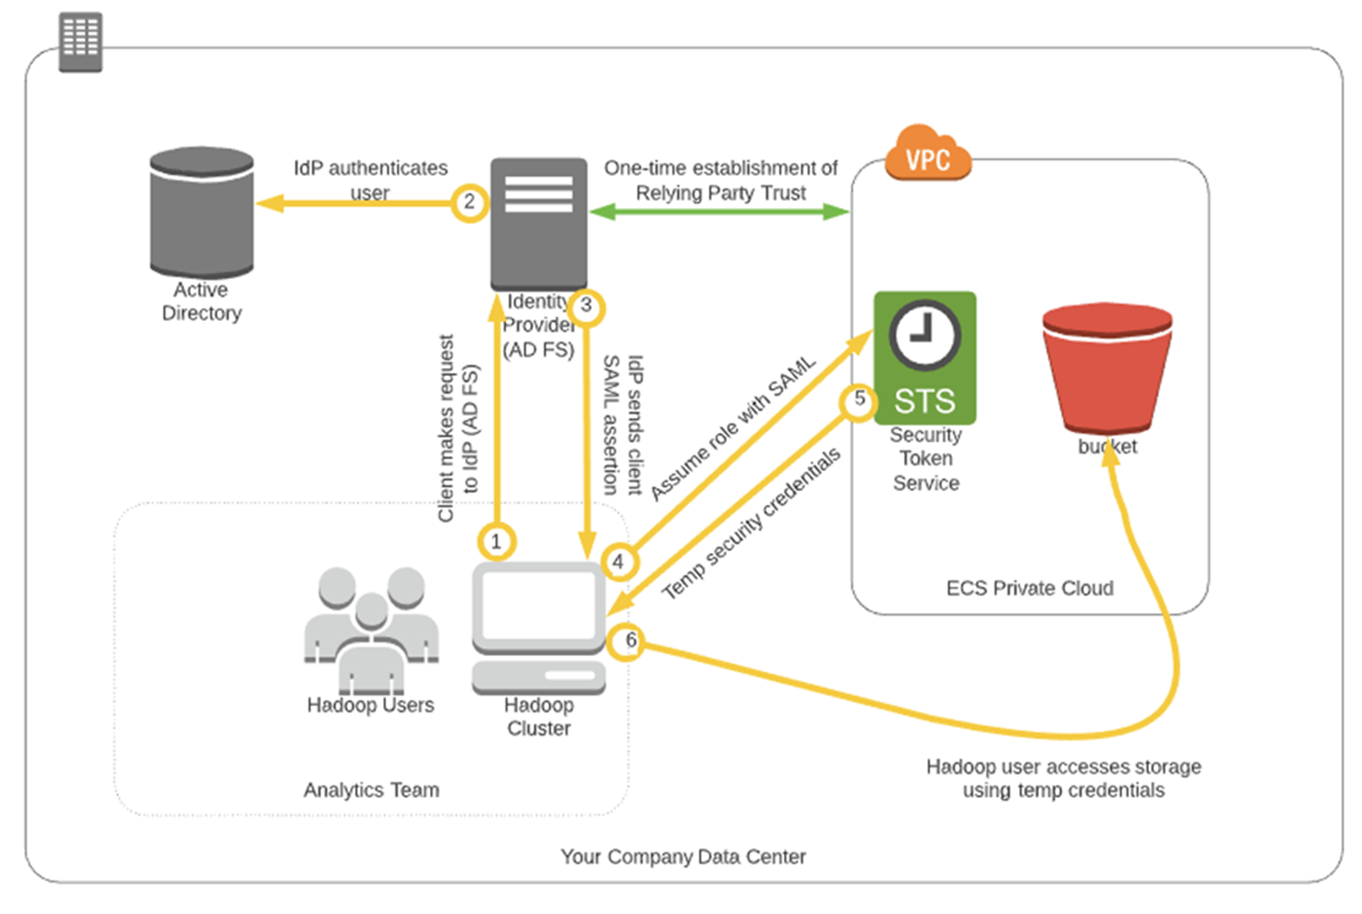 VPC
IdP authenticates
user
2
One-time establishment of
Relying Party Trust
Active
Directory
Identity
Provider
(AD FS)
3
Client makes request
to IdP (AD FS)
IdP sends client
SAML assertion
1
4
Assume role with SAML
5
Temp security credentials
STS
Security
Token
Service
bucket
ECS Private Cloud
6
Hadoop Users
Hadoop
Cluster
Analytics Team
Hadoop user accesses storage
using temp credentials
Your Company Data Center